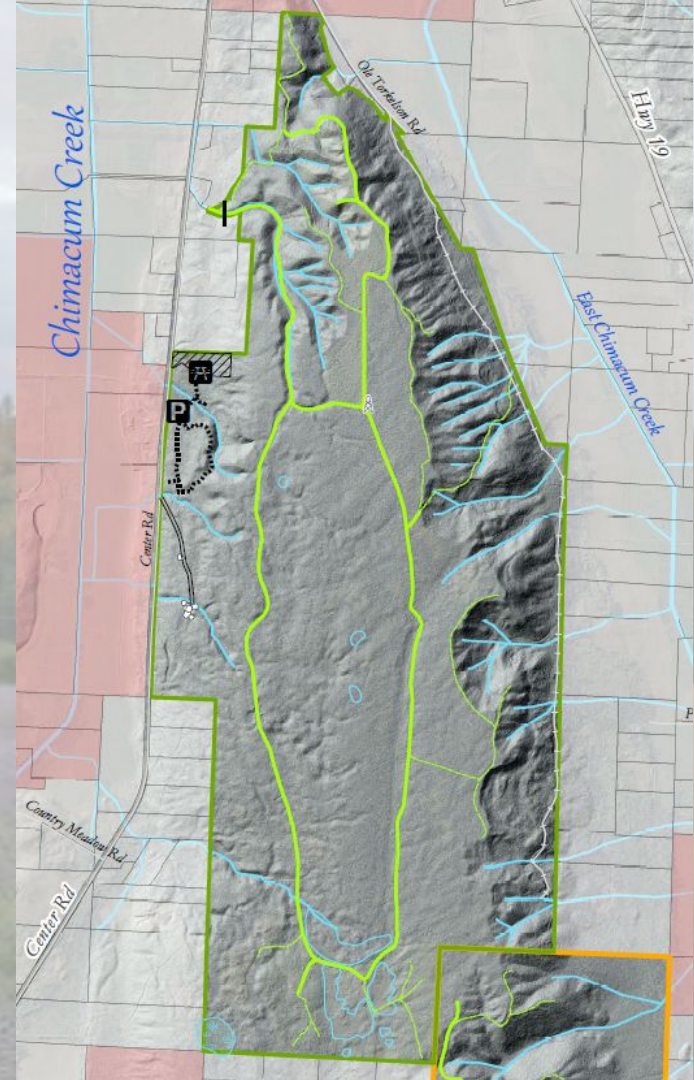 Ole Torkelson Rd
Hwy 19
Chimacum Creek
East Chimacum Creek
P
Center Rd
P
Country Meadow Rd
Center Rd